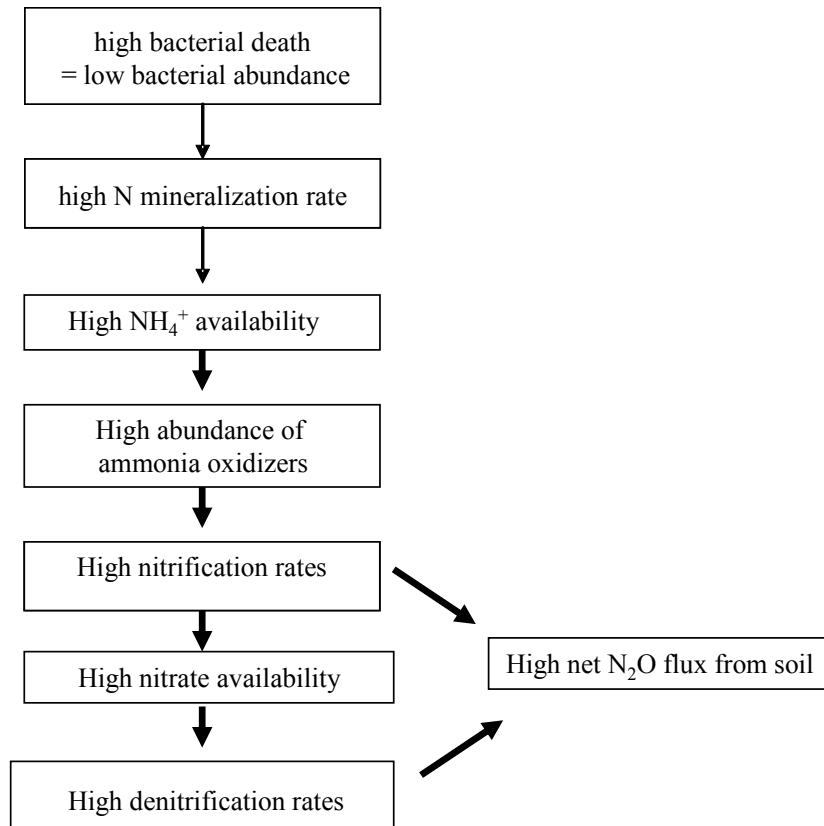 high bacterial death
= low bacterial abundance
high N mineralization rate
High NH₄⁺ availability
High abundance of
ammonia oxidizers
High nitrification rates
High nitrate availability
High net N₂O flux from soil
High denitrification rates